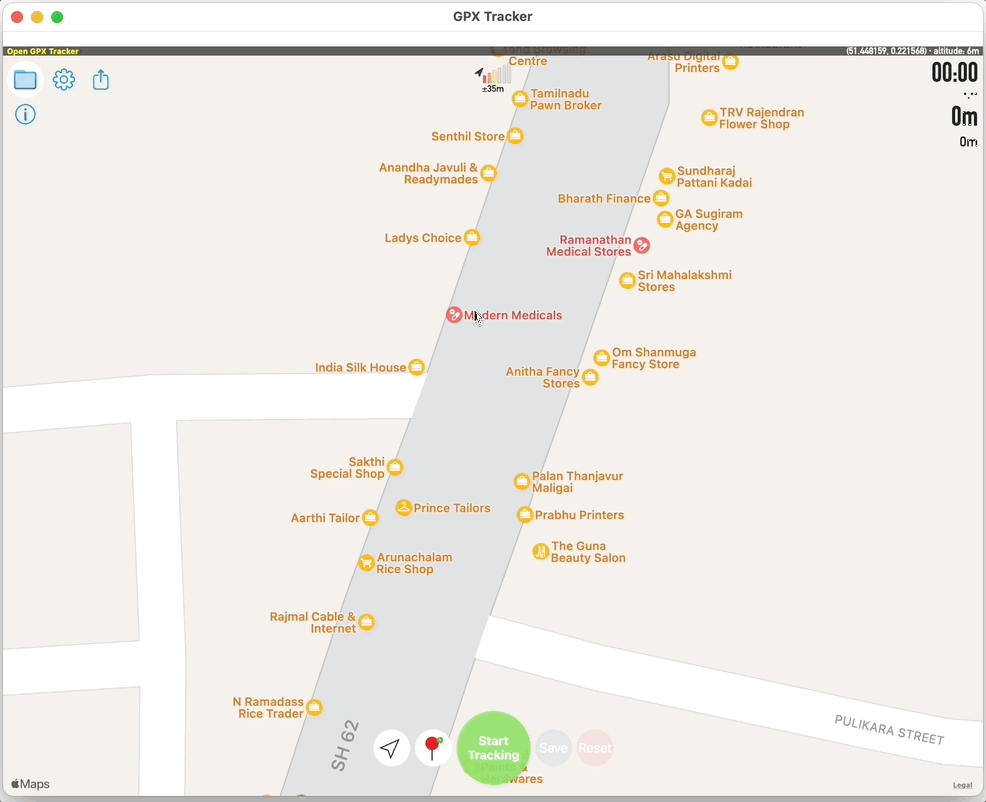 GPX Tracker
Open GPX Tracker
(51.448159, 0.221568) · altitude: 6m
Browsing
Centre
Arasu Digital
Printers
00:00
±35m
Tamilnadu
Pawn Broker
0m
TRV Rajendran
Flower Shop
Senthil Store
0m
Anandha Javuli &
Readymades
Sundharaj
Pattani Kadai
Bharath Finance
GA Sugiram
Agency
Ladys Choice
Ramanathan
Medical Stores
Sri Mahalakshmi
Stores
Modern Medicals
Om Shanmuga
Fancy Store
India Silk House
Anitha Fancy
Stores
Sakthi
Special Shop
Palan Thanjavur
Maligai
Prince Tailors
Aarthi Tailor
Prabhu Printers
The Guna
Beauty Salon
Arunachalam
Rice Shop
Rajmal Cable &
Internet
N Ramadass
Rice Trader
SH 62
PULIKARA STREET
Start
Tracking
Save
Reset
Maps
Legal